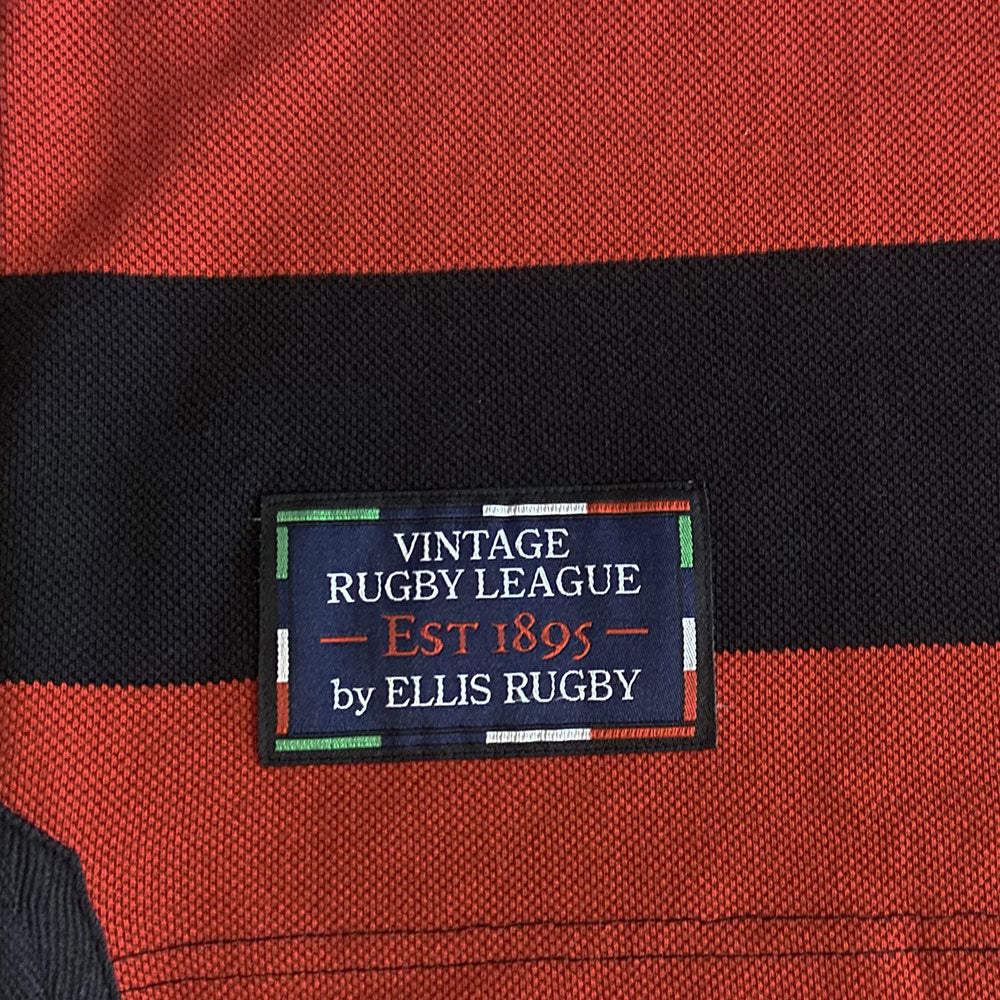 VINTAGE
RUGBY LEAGUE
— EST 1895 —
by ELLIS RUGBY